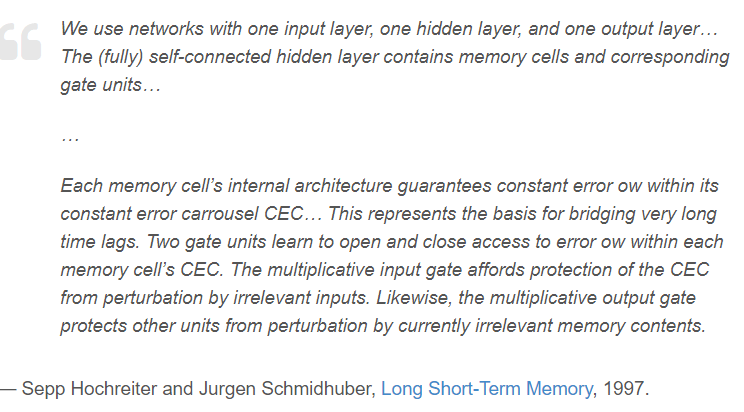 We use networks with one input layer, one hidden layer, and one output layer…
The (fully) self-connected hidden layer contains memory cells and corresponding
gate units…
…
Each memory cell’s internal architecture guarantees constant error ow within its
constant error carrousel CEC… This represents the basis for bridging very long
time lags. Two gate units learn to open and close access to error ow within each
memory cell’s CEC. The multiplicative input gate affords protection of the CEC
from perturbation by irrelevant inputs. Likewise, the multiplicative output gate
protects other units from perturbation by currently irrelevant memory contents.
— Sepp Hochreiter and Jurgen Schmidhuber, Long Short-Term Memory, 1997.